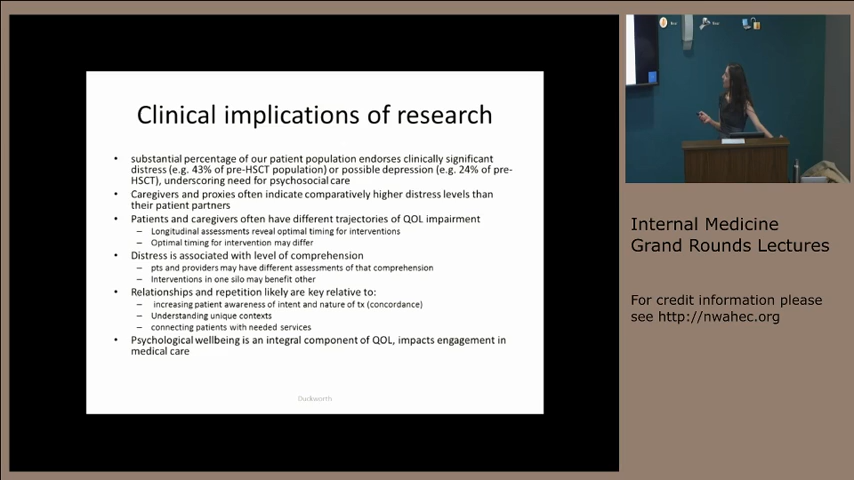 Clinical implications of research
• substantial percentage of our patient population endorses clinically significant
distress (e.g. 43% of pre-HSCT population) or possible depression (e.g. 24% of pre-
HSCT), underscoring need for psychosocial care
• Caregivers and proxies often indicate comparatively higher distress levels than
their patient partners
• Patients and caregivers often have different trajectories of QOL impairment
– Longitudinal assessments reveal optimal timing for interventions
– Optimal timing for intervention may differ
• Distress is associated with level of comprehension
– pts and providers may have different assessments of that comprehension
– Interventions in one silo may benefit other
• Relationships and repetition likely are key relative to:
– increasing patient awareness of intent and nature of tx (concordance)
– Understanding unique contexts
– connecting patients with needed services
• Psychological wellbeing is an integral component of QOL, impacts engagement in
medical care
Duckworth
Internal Medicine
Grand Rounds Lectures
For credit information please
see http://nwahec.org